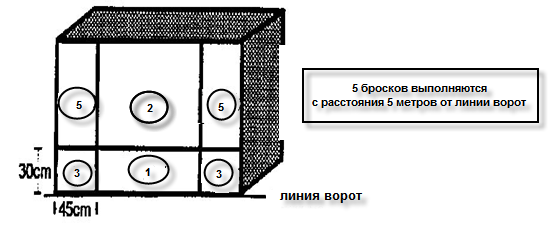 5 бросков выполняются
с расстояния 5 метров от линии ворот
5 2 5
30cm 3 1 3
45cm
линия ворот